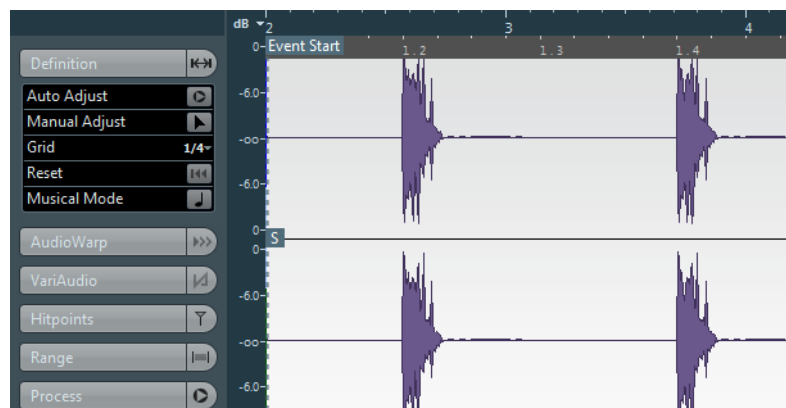 dB 2 3 4
0 Event Start 1.2 1.3 1.4
Definition
Auto Adjust
-6.0
Manual Adjust
-oo
Grid 1/4
Reset
-6.0
Musical Mode
0
S
AudioWarp
0
VariAudio
-6.0
Hitpoints
-oo
Range
Process
-6.0